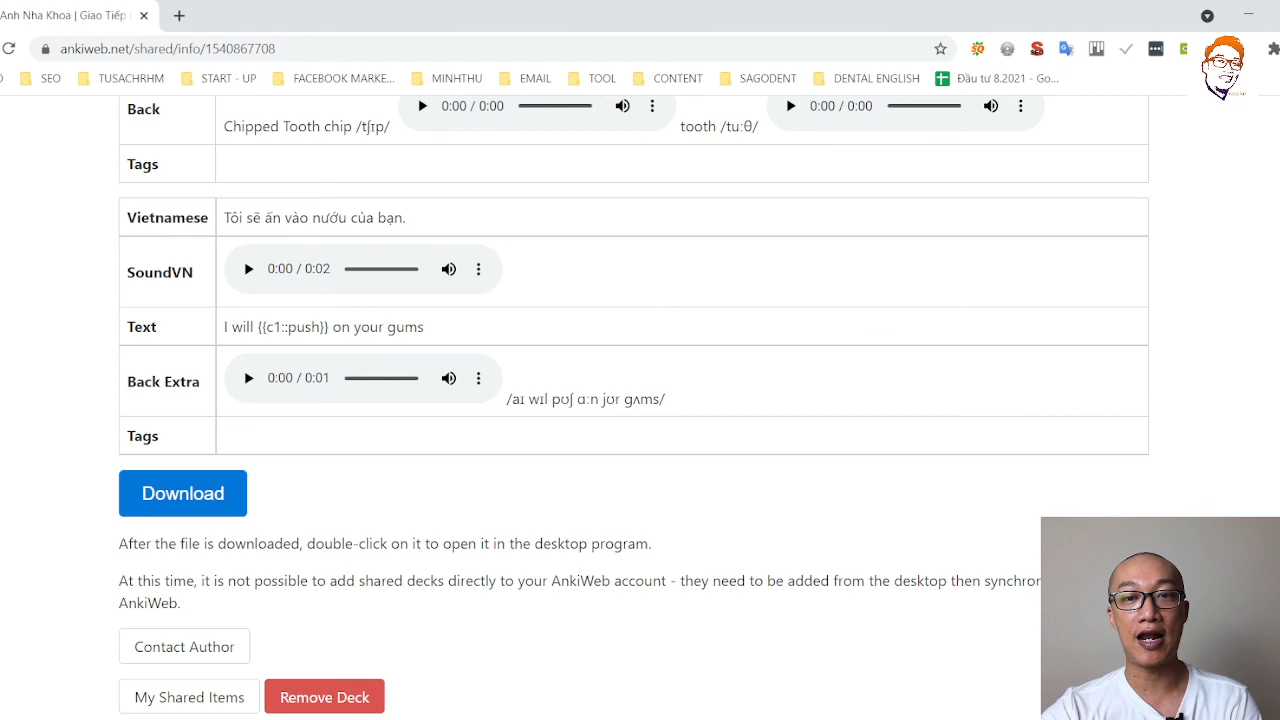 Anh Nha Khoa | Giao Tiếp
ankiweb.net/shared/info/1540867708
SEO TUSACHRHM START - UP FACEBOOK MARKE... MINHTHU EMAIL TOOL CONTENT SAGODENT DENTAL ENGLISH Đầu tư 8.2021 - Go...
Back
0:00 / 0:00 0:00 / 0:00
Chipped Tooth chip /tʃɪp/ tooth /tuːθ/
Tags
Vietnamese Tôi sẽ ấn vào nướu của bạn.
SoundVN 0:00 / 0:02
Text I will {{c1::push}} on your gums
Back Extra 0:00 / 0:01 /aɪ wɪl pʊʃ ɑːn jʊr gʌms/
Tags
Download
After the file is downloaded, double-click on it to open it in the desktop program.
At this time, it is not possible to add shared decks directly to your AnkiWeb account - they need to be added from the desktop then synchron
AnkiWeb.
Contact Author
My Shared Items Remove Deck